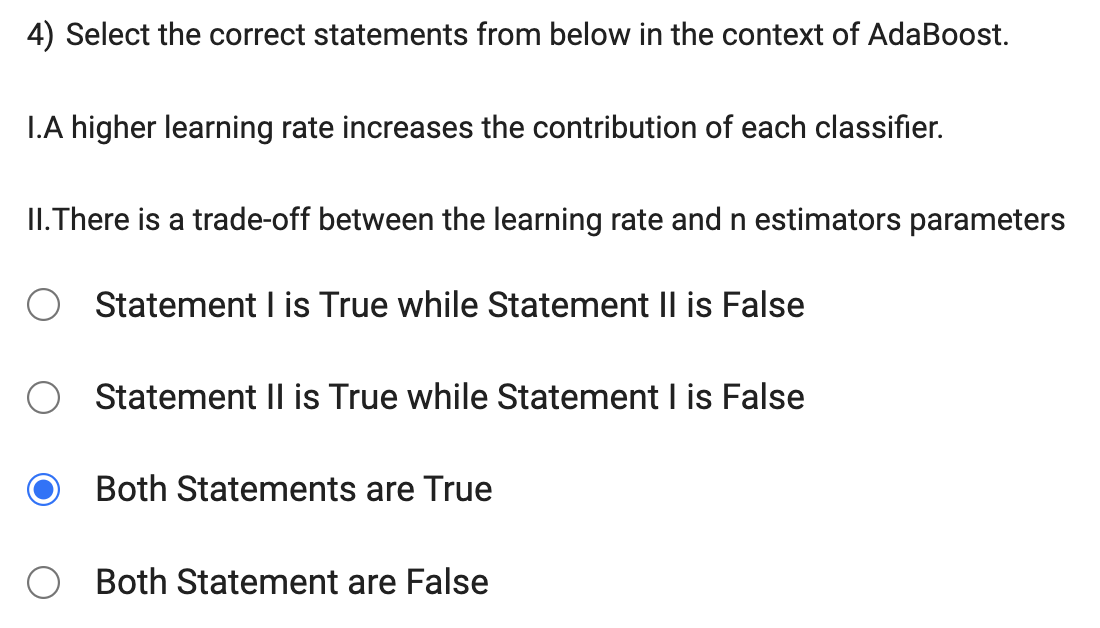 4) Select the correct statements from below in the context of AdaBoost.
I.A higher learning rate increases the contribution of each classifier.
II.There is a trade-off between the learning rate and n estimators parameters
Statement I is True while Statement II is False
Statement II is True while Statement I is False
Both Statements are True
Both Statement are False